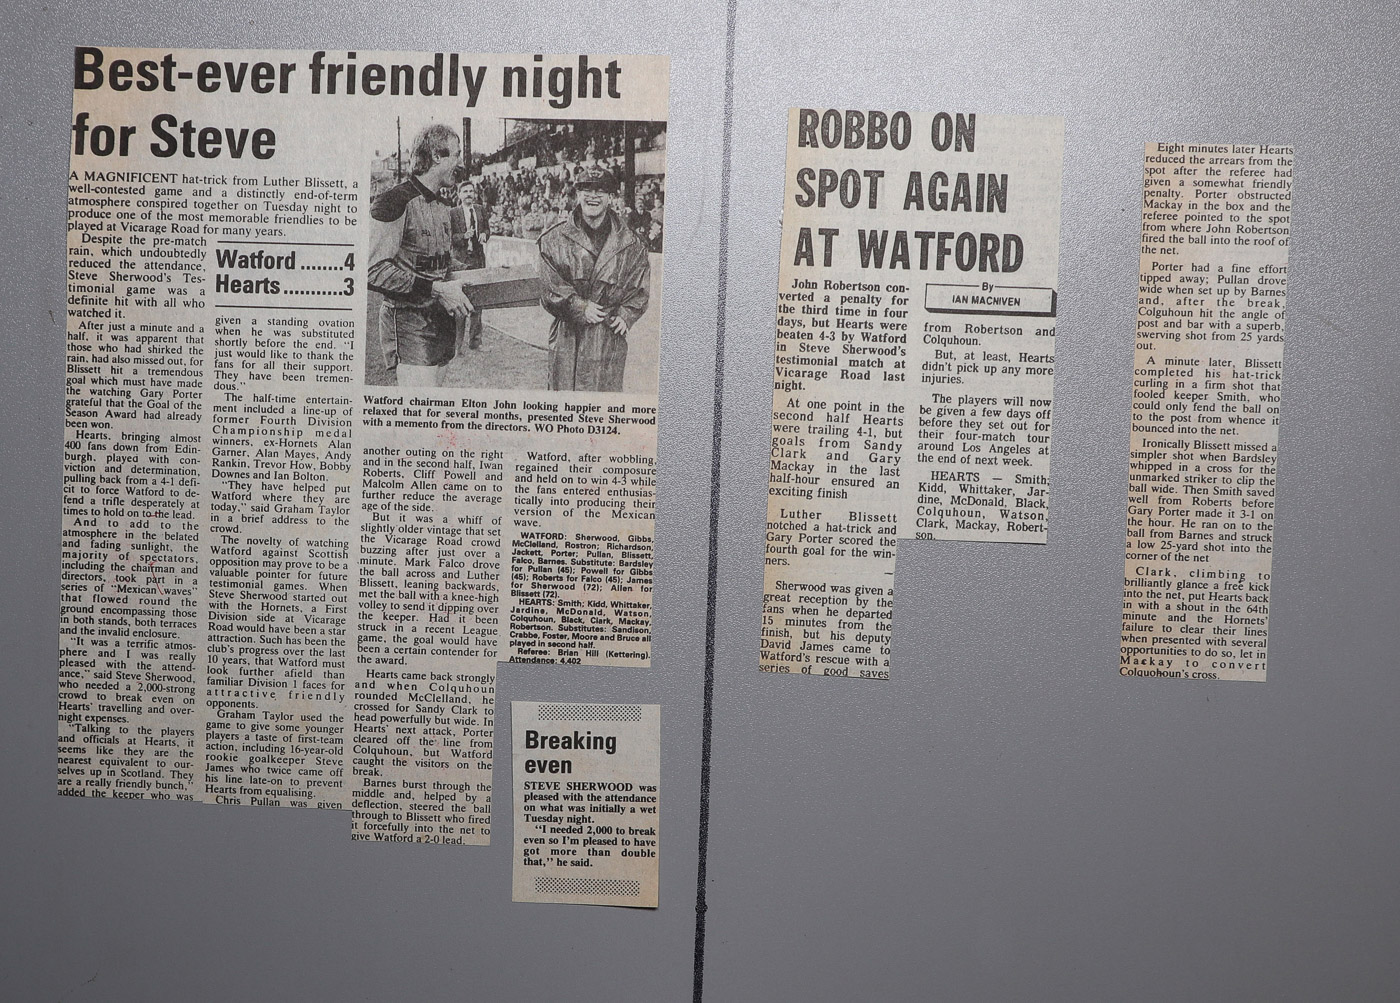 Best-ever friendly night
for Steve
A MAGNIFICENT hat-trick from Luther Blissett, a
well-contested game and a distinctly end-of-term
atmosphere conspired together on Tuesday night to
produce one of the most memorable friendlies to be
played at Vicarage Road for many years.
Despite the pre-match
rain, which undoubtedly
reduced the attendance,
Steve Sherwood's Tes-
timonial game was a
definite hit with all who
watched it.
After just a minute and a
half, it was apparent that
those who had shirked the
rain, had also missed out, for
Blissett hit a tremendous
goal which must have made
the watching Gary Porter
grateful that the Goal of the
Season Award had already
been won.
Hearts, bringing almost
400 fans down from Edin-
burgh, played with con-
viction and determination,
pulling back from a 4-1 defi-
cit to force Watford to de-
fend a trifle desperately at
times to hold on to the lead.
And to add to the
atmosphere in the belated
and fading sunlight, the
majority of spectators,
including the chairman and
directors, took part in a
series of "Mexican waves"
that flowed round the
ground encompassing those
in both stands, both terraces
and the invalid enclosure.
"It was a terrific atmos-
phere and I was really
pleased with the attend-
ance," said Steve Sherwood,
who needed a 2,000-strong
crowd to break even on
Hearts' travelling and over-
night expenses.
"Talking to the players
and officials at Hearts, it
seems like they are the
nearest equivalent to our-
selves up in Scotland. They
are a really friendly bunch,"
added the keeper who was
Watford ........4
Hearts...........3
given a standing ovation
when he was substituted
shortly before the end. "I
just would like to thank the
fans for all their support.
They have been tremen-
dous."
The half-time entertain-
ment included a line-up of
former Fourth Division
Championship medal
winners, ex-Hornets Alan
Garner, Alan Mayes, Andy
Rankin, Trevor How, Bobby
Downes and Ian Bolton.
"They have helped put
Watford where they are
today," said Graham Taylor
in a brief address to the
crowd.
The novelty of watching
Watford against Scottish
opposition may prove to be a
valuable pointer for future
testimonial games. When
Steve Sherwood started out
with the Hornets, a First
Division side at Vicarage
Road would have been a star
attraction. Such has been the
club's progress over the last
10 years, that Watford must
look further afield than
familiar Division 1 faces for
attractive friendly
opponents.
Graham Taylor used the
game to give some younger
players a taste of first-team
action, including 16-year-old
rookie goalkeeper Steve
James who twice came off
his line late-on to prevent
Hearts from equalising.
Chris Pullan was given
Watford chairman Elton John looking happier and more
relaxed that for several months, presented Steve Sherwood
with a memento from the directors. WO Photo D3124.
another outing on the right
and in the second half, Iwan
Roberts, Cliff Powell and
Malcolm Allen came on to
further reduce the average
age of the side.
But it was a whiff of
slightly older vintage that set
the Vicarage Road crowd
buzzing after just over a
minute. Mark Falco drove
the ball across and Luther
Blissett, leaning backwards,
met the ball with a knee-high
volley to send it dipping over
the keeper. Had it been
struck in a recent League
game, the goal would have
been a certain contender for
the award.
Hearts came back strongly
and when Colquhoun
rounded McClelland, he
crossed for Sandy Clark to
head powerfully but wide. In
Hearts' next attack, Porter
cleared off the line from
Colquhoun, but Watford
caught the visitors on the
break.
Barnes burst through the
middle and, helped by a
deflection, steered the ball
through to Blissett who fired
it forcefully into the net to
give Watford a 2-0 lead.
Watford, after wobbling,
regained their composure
and held on to win 4-3 while
the fans entered enthusias-
tically into producing their
version of the Mexican
wave.
WATFORD: Sherwood, Gibbs,
McClelland, Rostron; Richardson,
Jackett, Porter; Pullan, Blissett,
Falco, Barnes. Substitute: Bardsley
for Pullan (45); Powell for Gibbs
(45); Roberts for Falco (45); James
for Sherwood (72); Allen for
Blissett (72).
HEARTS: Smith; Kidd, Whittaker,
Jardine, McDonald, Watson,
Colquhoun, Black, Clark, Mackay,
Robertson. Substitutes: Sandison,
Crabbe, Foster, Moore and Bruce all
played in second half.
Referee: Brian Hill (Kettering).
Attendance: 4,402
Breaking
even
STEVE SHERWOOD was
pleased with the attendance
on what was initially a wet
Tuesday night.
"I needed 2,000 to break
even so I'm pleased to have
got more than double
that," he said.
ROBBO ON
SPOT AGAIN
AT WATFORD
John Robertson con-
verted a penalty for
the third time in four
days, but Hearts were
beaten 4-3 by Watford
in Steve Sherwood's
testimonial match at
Vicarage Road last
night.
At one point in the
second half Hearts
were trailing 4-1, but
goals from Sandy
Clark and Gary
Mackay in the last
half-hour ensured an
exciting finish
Luther Blissett
notched a hat-trick and
Gary Porter scored the
fourth goal for the win-
ners.
Sherwood was given a
great reception by the
fans when he departed
15 minutes from the
finish, but his deputy
David James came to
Watford's rescue with a
series of good saves
By
IAN MACNIVEN
from Robertson and
Colquhoun.
But, at least, Hearts
didn't pick up any more
injuries.
The players will now
be given a few days off
before they set out for
their four-match tour
around Los Angeles at
the end of next week.
HEARTS — Smith;
Kidd, Whittaker, Jar-
dine, McDonald, Black,
Colquhoun, Watson,
Clark, Mackay, Robert-
son.
Eight minutes later Hearts
reduced the arrears from the
spot after the referee had
given a somewhat friendly
penalty. Porter obstructed
Mackay in the box and the
referee pointed to the spot
from where John Robertson
fired the ball into the roof of
the net.
Porter had a fine effort
tipped away; Pullan drove
wide when set up by Barnes
and, after the break,
Colquhoun hit the angle of
post and bar with a superb,
swerving shot from 25 yards
out.
A minute later, Blissett
completed his hat-trick
curling in a firm shot that
fooled keeper Smith, who
could only fend the ball on
to the post from whence it
bounced into the net.
Ironically Blissett missed a
simpler shot when Bardsley
whipped in a cross for the
unmarked striker to clip the
ball wide. Then Smith saved
well from Roberts before
Gary Porter made it 3-1 on
the hour. He ran on to the
ball from Barnes and struck
a low 25-yard shot into the
corner of the net
Clark, climbing to
brilliantly glance a free kick
into the net, put Hearts back
in with a shout in the 64th
minute and the Hornets'
failure to clear their lines
when presented with several
opportunities to do so, let in
Mackay to convert
Colquohoun's cross.